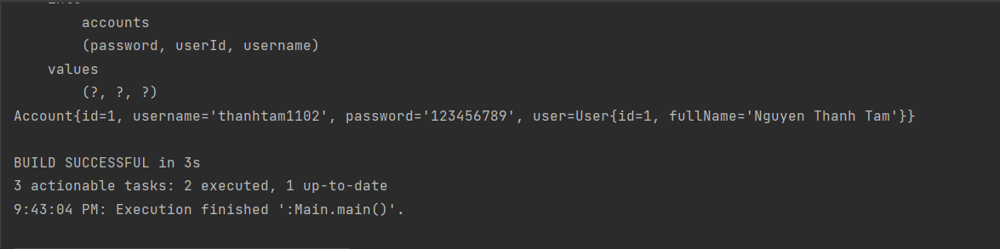 accounts
(password, userId, username)
values
(?, ?, ?)
Account{id=1, username='thanhtam1102', password='123456789', user=User{id=1, fullName='Nguyen Thanh Tam'}}
BUILD SUCCESSFUL in 3s
3 actionable tasks: 2 executed, 1 up-to-date
9:43:04 PM: Execution finished ':Main.main()'.